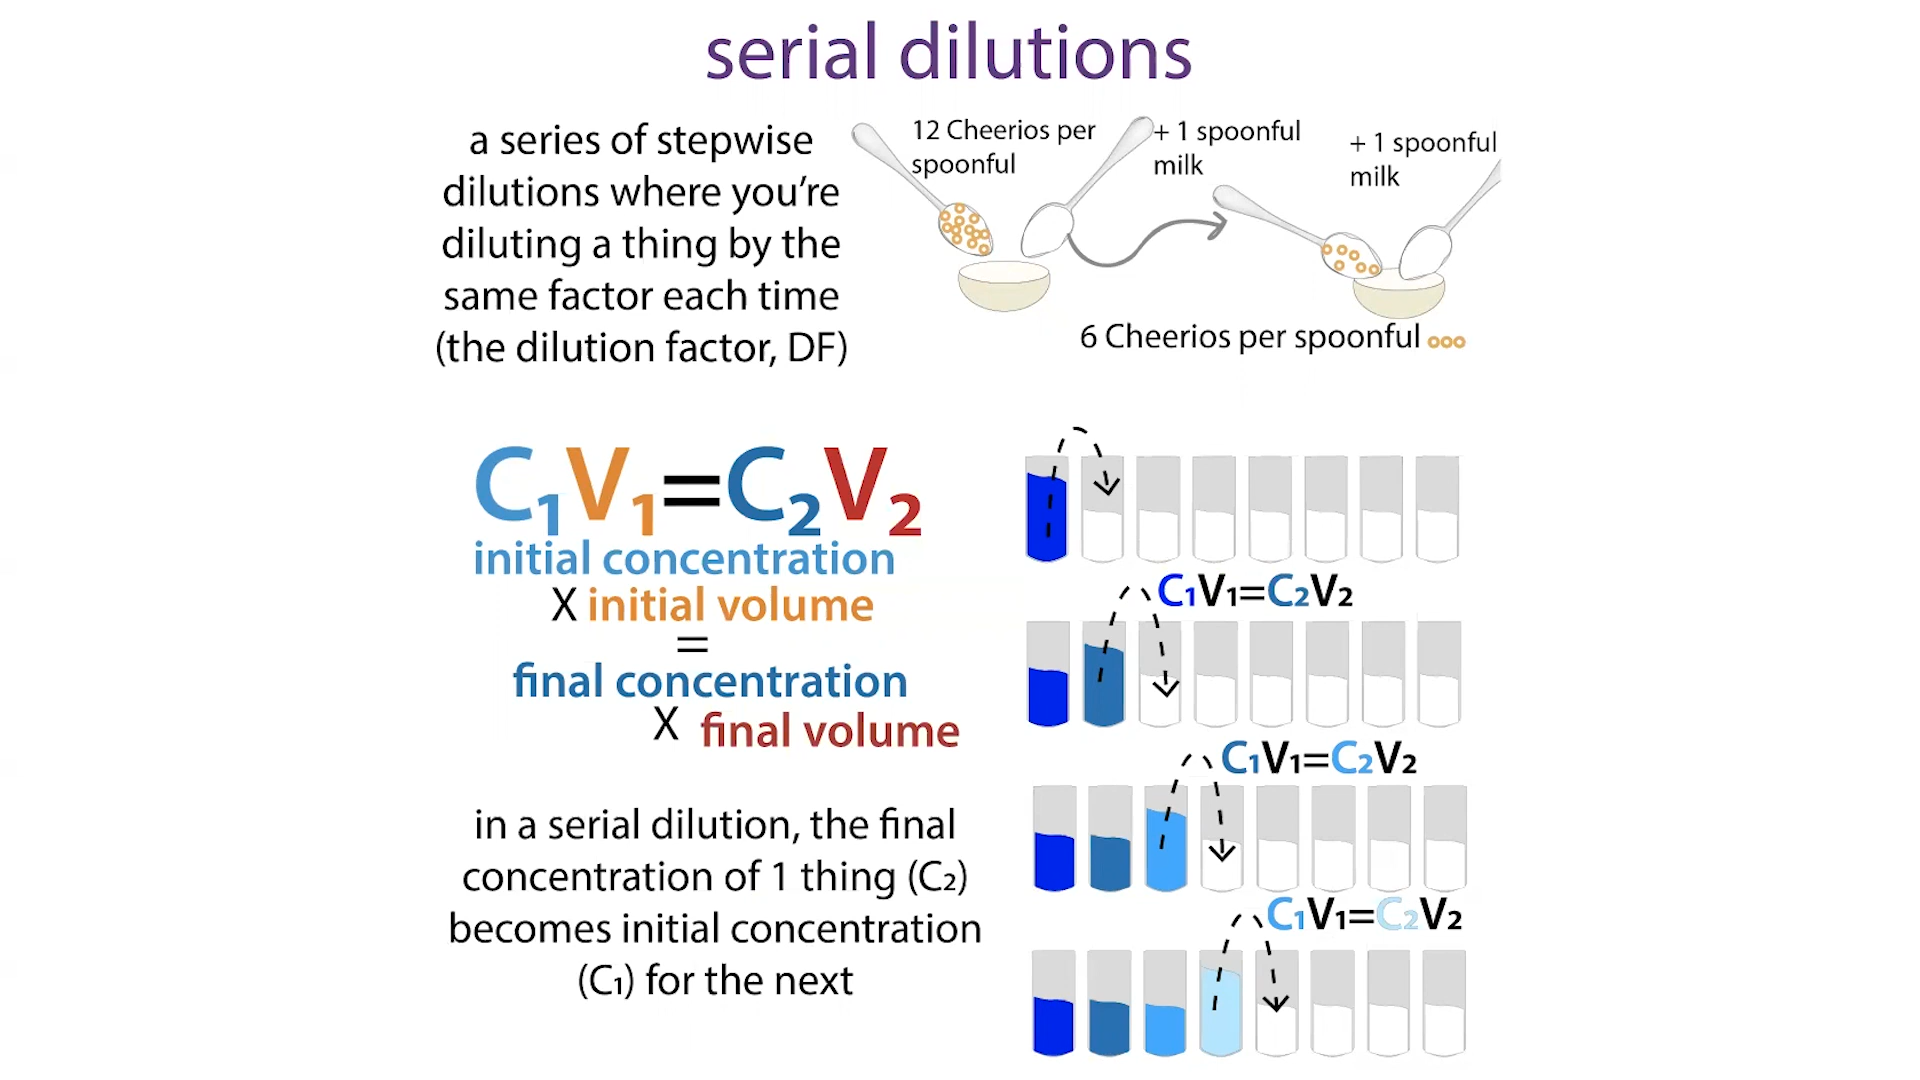 serial dilutions
a series of stepwise
dilutions where you're
diluting a thing by the
same factor each time
(the dilution factor, DF)
12 Cheerios per
spoonful
+ 1 spoonful
milk
+ 1 spoonful
milk
6 Cheerios per spoonful
C₁V₁=C₂V₂
initial concentration
X initial volume
=
final concentration
X final volume
in a serial dilution, the final
concentration of 1 thing (C₂)
becomes initial concentration
(C₁) for the next
C₁V₁=C₂V₂
C₁V₁=C₂V₂
C₁V₁=C₂V₂